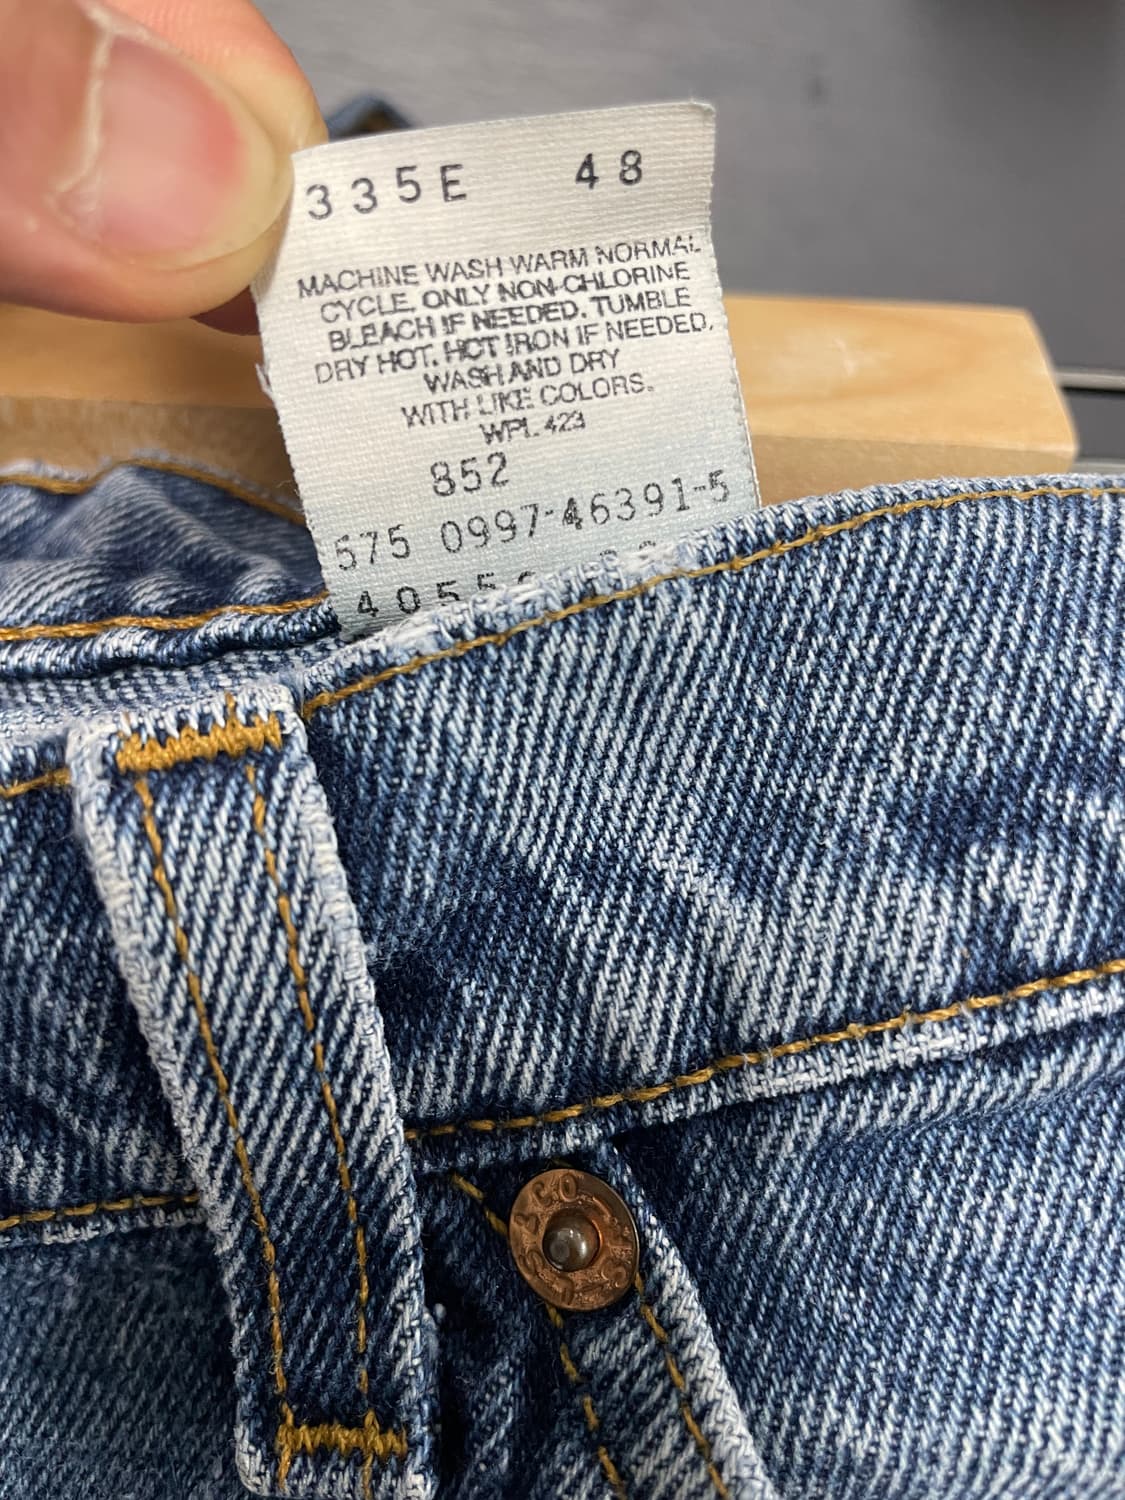 335E 48
MACHINE WASH WARM NORMAL
CYCLE. ONLY NON-CHLORINE
BLEACH IF NEEDED. TUMBLE
DRY HOT. HOT IRON IF NEEDED.
WASH AND DRY
WITH LIKE COLORS.
WPL 423
852
575 0997-46391-5
4055